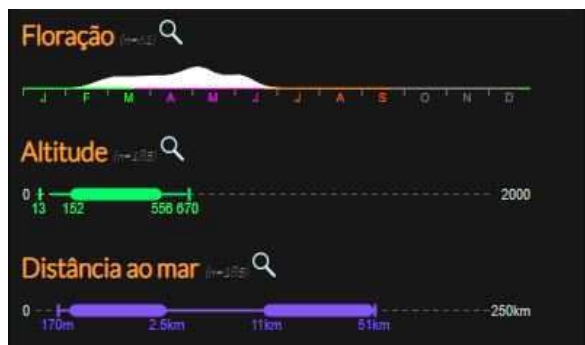 Floração
J F M A M J J A S O N D
Altitude
0 2000
13 152 556 670
Distância ao mar
0 250km
170m 2.5km 11km 51km